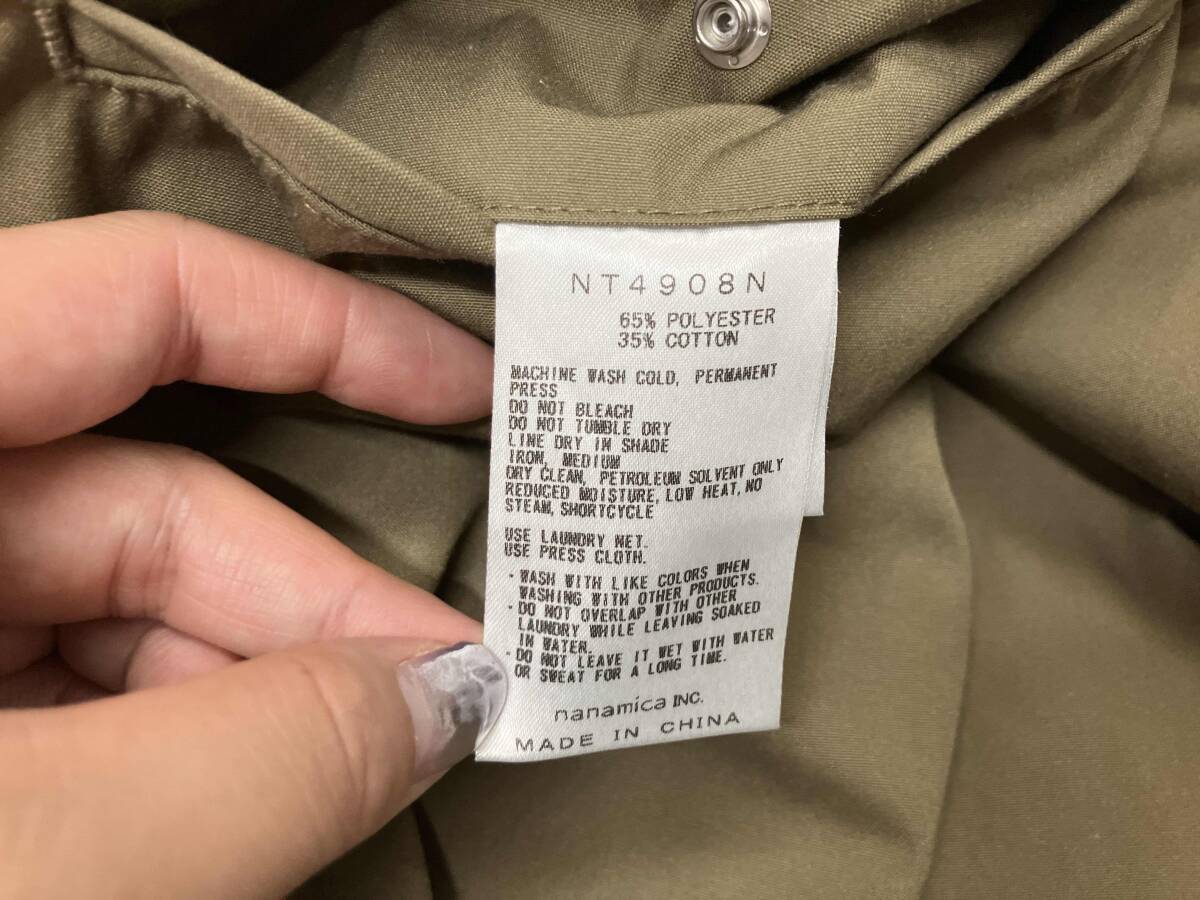 NT4908N
65% POLYESTER
35% COTTON
MACHINE WASH COLD, PERMANENT
PRESS
DO NOT BLEACH
DO NOT TUMBLE DRY
LINE DRY IN SHADE
IRON, MEDIUM
DRY CLEAN, PETROLEUM SOLVENT ONLY
REDUCED MOISTURE, LOW HEAT, NO
STEAM, SHORTCYCLE
USE LAUNDRY NET.
USE PRESS CLOTH.
・WASH WITH LIKE COLORS WHEN
WASHING WITH OTHER PRODUCTS.
・DO NOT OVERLAP WITH OTHER
LAUNDRY WHILE LEAVING SOAKED
IN WATER.
・DO NOT LEAVE IT WET WITH WATER
OR SWEAT FOR A LONG TIME.
nanamica INC.
MADE IN CHINA